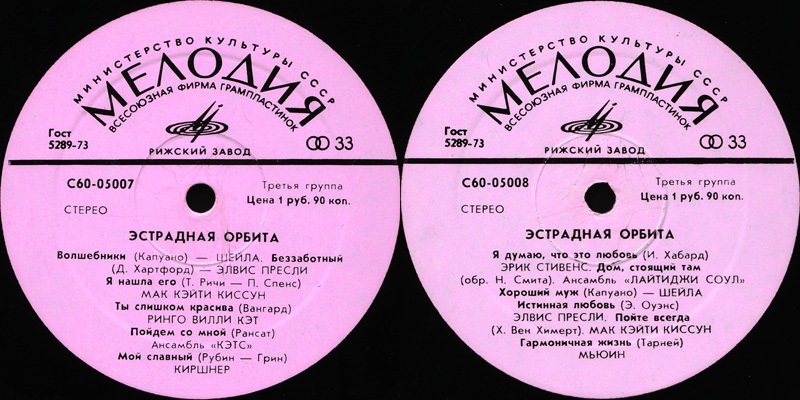 МИНИСТЕРСТВО КУЛЬТУРЫ СССР
МЕЛОДИЯ
ВСЕСОЮЗНАЯ ФИРМА ГРАМПЛАСТИНОК
Гост
5289-73
33
РИЖСКИЙ ЗАВОД
С60-05007
Третья группа
Цена 1 руб. 90 коп.
СТЕРЕО
ЭСТРАДНАЯ ОРБИТА
Волшебники (Капуано) — ШЕЙЛА. Беззаботный
(Д. Хартфорд) — ЭЛВИС ПРЕСЛИ
Я нашла его (Т. Ричи — П. Спенс)
МАК КЭЙТИ КИССУН
Ты слишком красива (Вангард)
РИНГО ВИЛЛИ КЭТ
Пойдем со мной (Рансат)
Ансамбль «КЭТС»
Мой славный (Рубин — Грин)
КИРШНЕР
МИНИСТЕРСТВО КУЛЬТУРЫ СССР
МЕЛОДИЯ
ВСЕСОЮЗНАЯ ФИРМА ГРАМПЛАСТИНОК
Гост
5289-73
33
РИЖСКИЙ ЗАВОД
С60-05008
Третья группа
Цена 1 руб. 90 коп.
СТЕРЕО
ЭСТРАДНАЯ ОРБИТА
Я думаю, что это любовь (И. Хабард)
ЭРИК СТИВЕНС. Дом, стоящий там
(обр. Н. Смита). Ансамбль «ЛАЙТИДЖИ СОУЛ»
Хороший муж (Капуано) — ШЕЙЛА
Истинная любовь (Э. Оуэнс)
ЭЛВИС ПРЕСЛИ. Пойте всегда
(Х. Вен Химерт). МАК КЭЙТИ КИССУН
Гармоничная жизнь (Тарней)
МЬЮИН